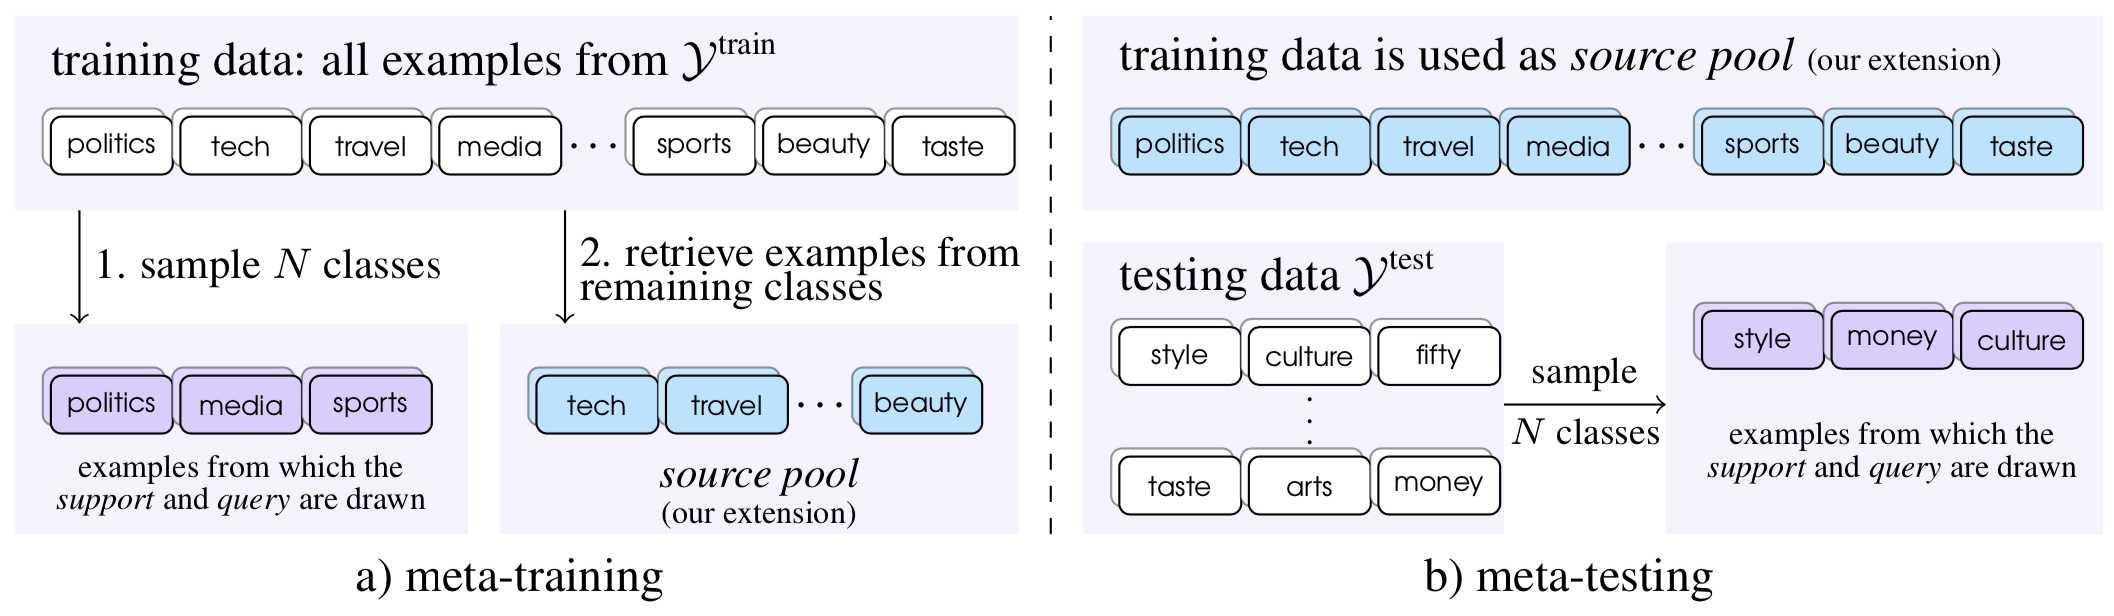 training data: all examples from 𝒴^train
politics tech travel media ··· sports beauty taste
1. sample N classes
2. retrieve examples from
remaining classes
politics media sports
examples from which the
support and query are drawn
tech travel ··· beauty
source pool
(our extension)
a) meta-training
training data is used as source pool (our extension)
politics tech travel media ··· sports beauty taste
testing data 𝒴^test
style culture fifty
⋮
taste arts money
sample
N classes
style money culture
examples from which the
support and query are drawn
b) meta-testing